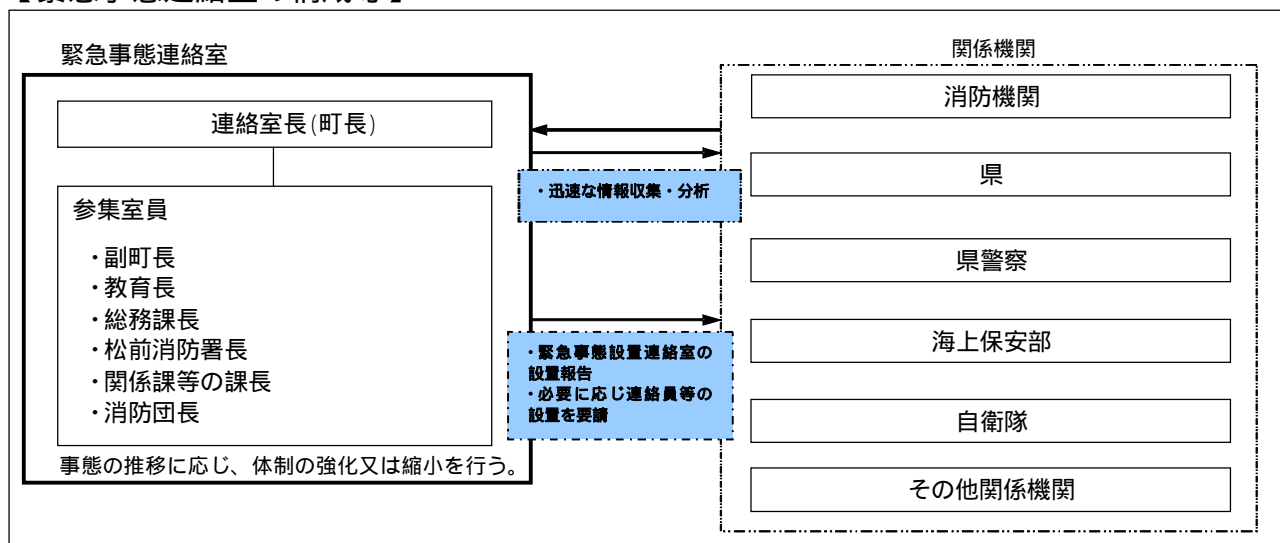 緊急事態連絡室
連絡室長(町長)
参集室員
・副町長
・教育長
・総務課長
・松前消防署長
・関係課等の課長
・消防団長
事態の推移に応じ、体制の強化又は縮小を行う。
・迅速な情報収集・分析
・緊急事態設置連絡室の
設置報告
・必要に応じ連絡員等の
設置を要請
関係機関
消防機関
県
県警察
海上保安部
自衛隊
その他関係機関